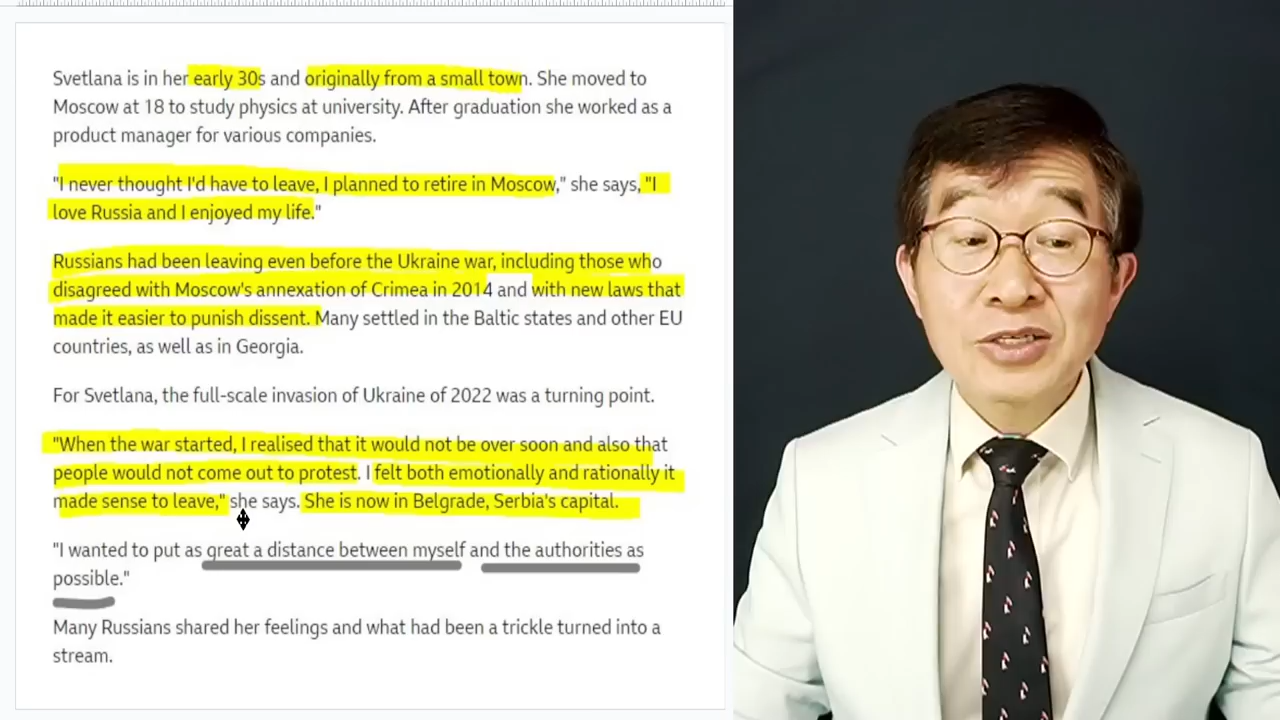 Svetlana is in her early 30s and originally from a small town. She moved to
Moscow at 18 to study physics at university. After graduation she worked as a
product manager for various companies.
"I never thought I'd have to leave, I planned to retire in Moscow," she says, "I
love Russia and I enjoyed my life."
Russians had been leaving even before the Ukraine war, including those who
disagreed with Moscow's annexation of Crimea in 2014 and with new laws that
made it easier to punish dissent. Many settled in the Baltic states and other EU
countries, as well as in Georgia.
For Svetlana, the full-scale invasion of Ukraine of 2022 was a turning point.
"When the war started, I realised that it would not be over soon and also that
people would not come out to protest. I felt both emotionally and rationally it
made sense to leave," she says. She is now in Belgrade, Serbia's capital.
"I wanted to put as great a distance between myself and the authorities as
possible."
Many Russians shared her feelings and what had been a trickle turned into a
stream.